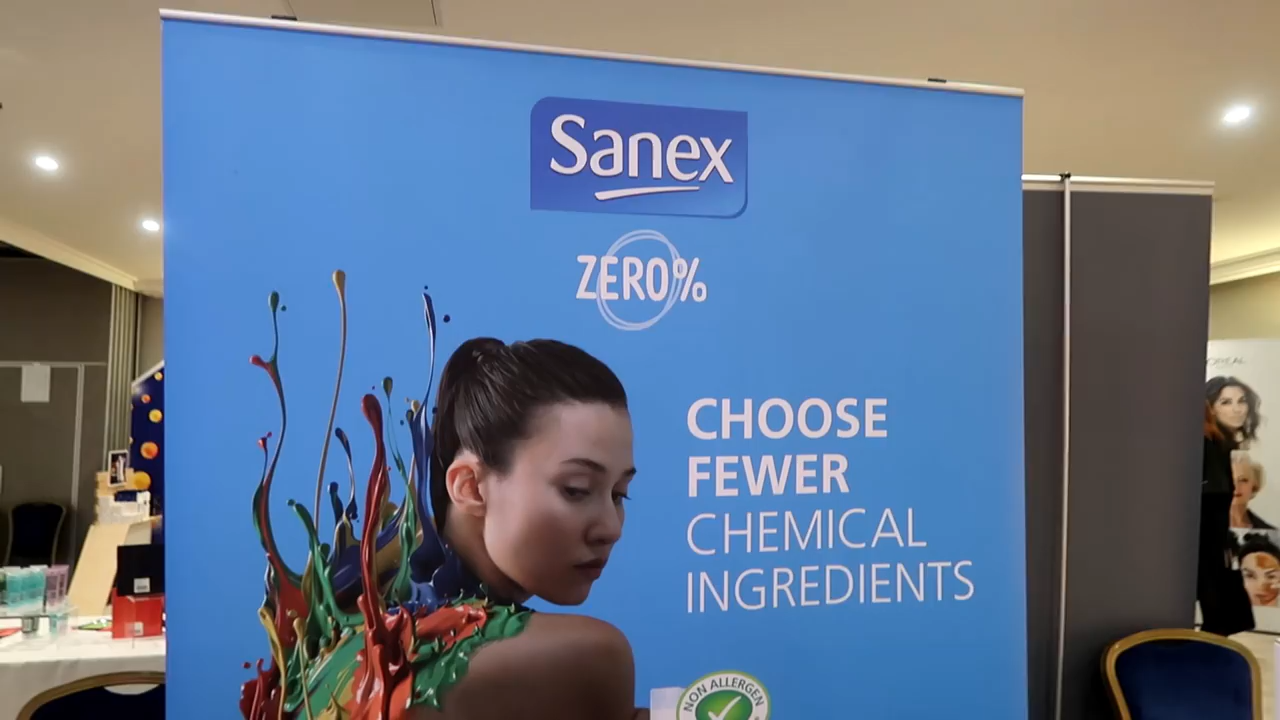 Sanex
ZERO%
CHOOSE
FEWER
CHEMICAL
INGREDIENTS
NON ALLERGEN